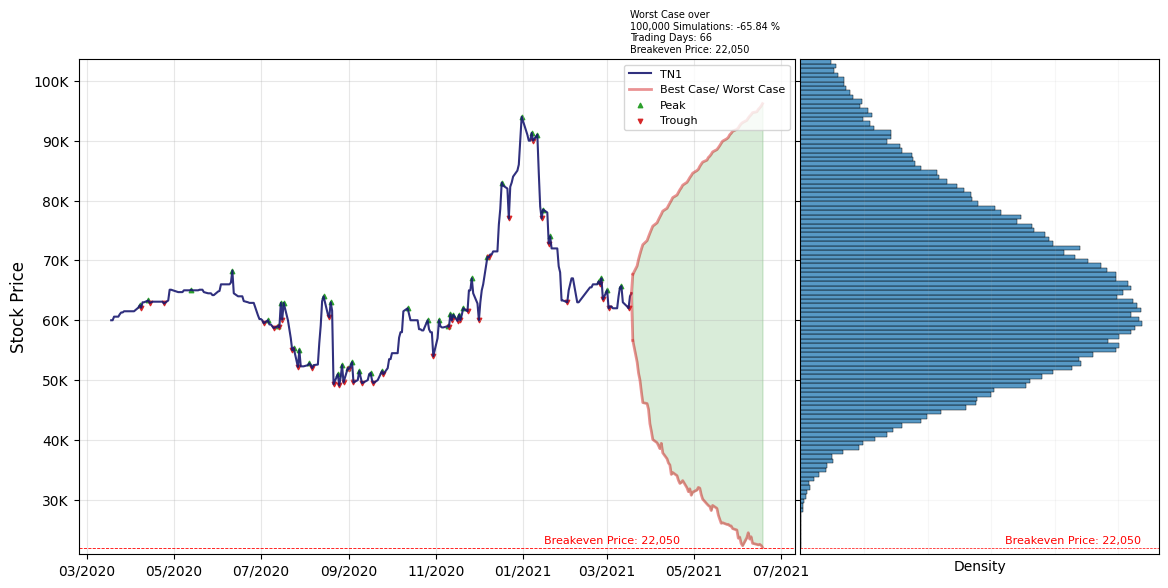 Worst Case over
100,000 Simulations: -65.84 %
Trading Days: 66
Breakeven Price: 22,050
TN1
Best Case/ Worst Case
Peak
Trough
100K
90K
80K
70K
60K
50K
40K
30K
Stock Price
Breakeven Price: 22,050
Breakeven Price: 22,050
03/2020
05/2020
07/2020
09/2020
11/2020
01/2021
03/2021
05/2021
07/2021
Density